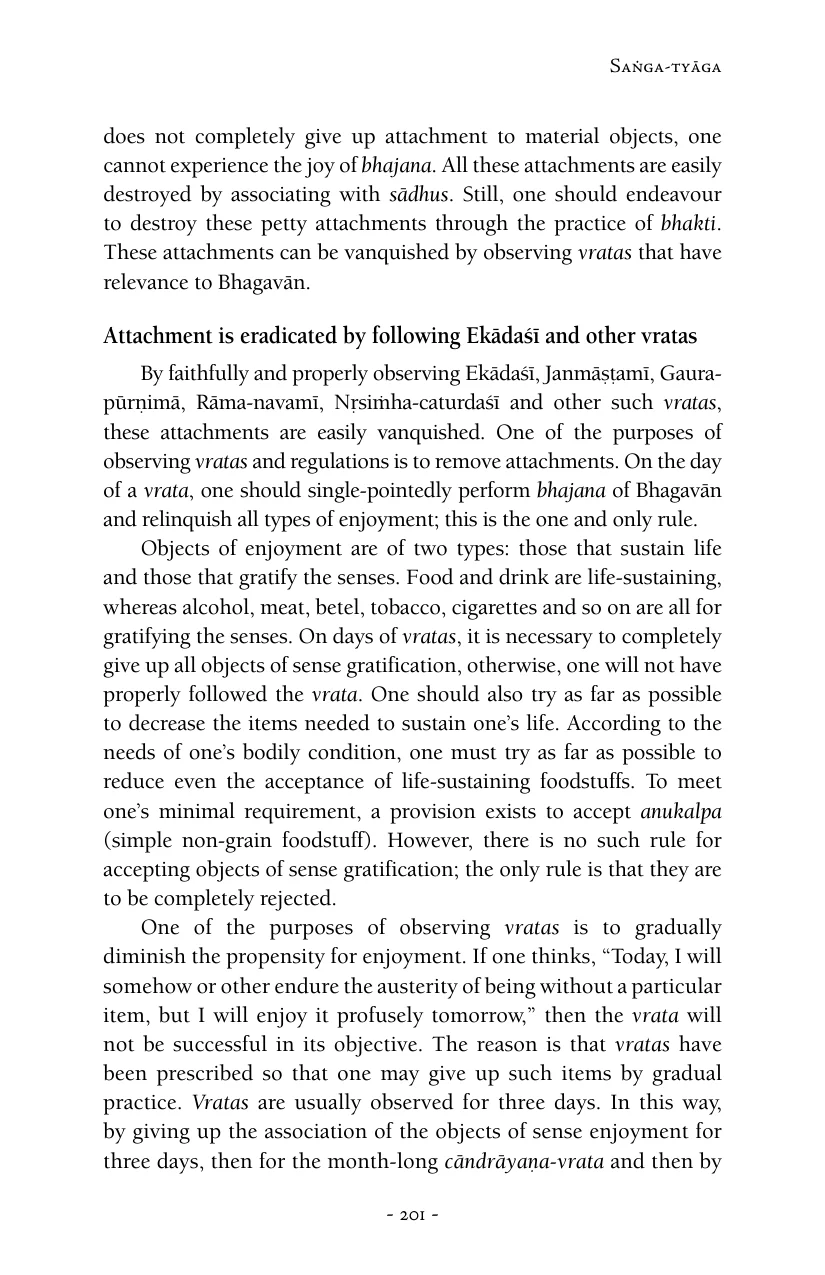 Saṅga-tyāga
does not completely give up attachment to material objects, one
cannot experience the joy of bhajana. All these attachments are easily
destroyed by associating with sādhus. Still, one should endeavour
to destroy these petty attachments through the practice of bhakti.
These attachments can be vanquished by observing vratas that have
relevance to Bhagavān.
Attachment is eradicated by following Ekādaśī and other vratas
By faithfully and properly observing Ekādaśī, Janmāṣṭamī, Gaura-
pūrṇimā, Rāma-navamī, Nṛsiṁha-caturdaśī and other such vratas,
these attachments are easily vanquished. One of the purposes of
observing vratas and regulations is to remove attachments. On the day
of a vrata, one should single-pointedly perform bhajana of Bhagavān
and relinquish all types of enjoyment; this is the one and only rule.
Objects of enjoyment are of two types: those that sustain life
and those that gratify the senses. Food and drink are life-sustaining,
whereas alcohol, meat, betel, tobacco, cigarettes and so on are all for
gratifying the senses. On days of vratas, it is necessary to completely
give up all objects of sense gratification, otherwise, one will not have
properly followed the vrata. One should also try as far as possible
to decrease the items needed to sustain one’s life. According to the
needs of one’s bodily condition, one must try as far as possible to
reduce even the acceptance of life-sustaining foodstuffs. To meet
one’s minimal requirement, a provision exists to accept anukalpa
(simple non-grain foodstuff). However, there is no such rule for
accepting objects of sense gratification; the only rule is that they are
to be completely rejected.
One of the purposes of observing vratas is to gradually
diminish the propensity for enjoyment. If one thinks, “Today, I will
somehow or other endure the austerity of being without a particular
item, but I will enjoy it profusely tomorrow,” then the vrata will
not be successful in its objective. The reason is that vratas have
been prescribed so that one may give up such items by gradual
practice. Vratas are usually observed for three days. In this way,
by giving up the association of the objects of sense enjoyment for
three days, then for the month-long cāndrāyaṇa-vrata and then by
- 201 -